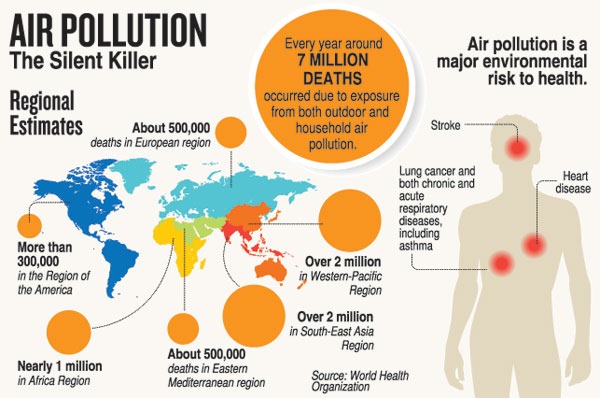 AIR POLLUTION
The Silent Killer
Regional
Estimates
Every year around
7 MILLION
DEATHS
occurred due to exposure
from both outdoor and
household air
pollution.
Air pollution is a
major environmental
risk to health.
About 500,000
deaths in European region
More than
300,000
in the Region of
the America
Nearly 1 million
in Africa Region
About 500,000
deaths in Eastern
Mediterranean region
Over 2 million
in South-East Asia
Region
Over 2 million
in Western-Pacific
Region
Source: World Health
Organization
Stroke
Lung cancer and
both chronic and
acute
respiratory
diseases,
including
asthma
Heart
disease